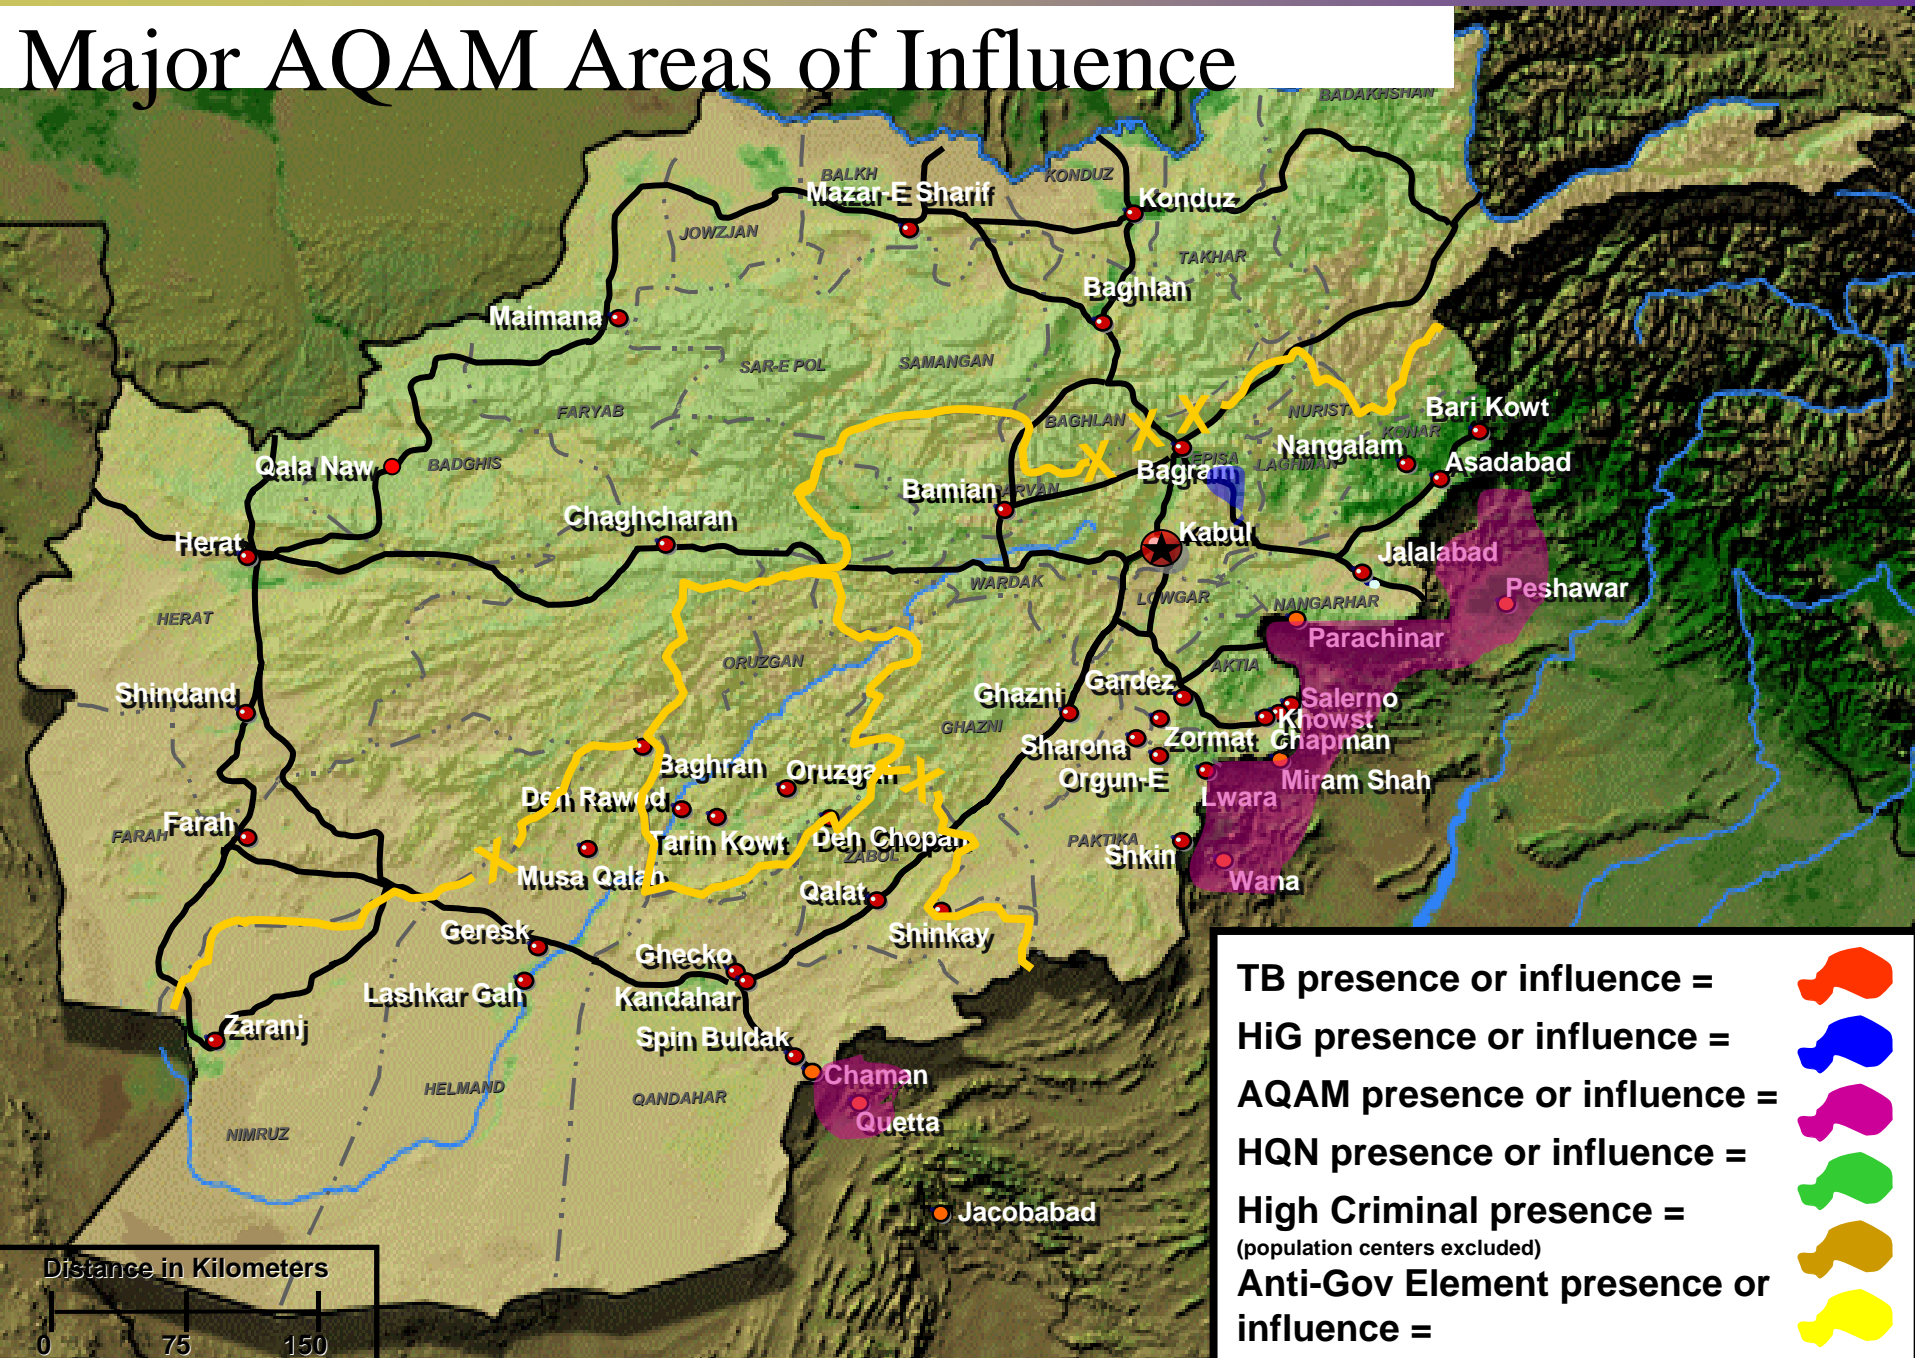 Major AQAM Areas of Influence
BADAKHSHAN
BALKH
KONDUZ
Mazar-E Sharif
Konduz
JOWZJAN
TAKHAR
Baghlan
Maimana
SAR-E POL
SAMANGAN
FARYAB
BAGHLAN
Bari Kowt
KONAR
Nangalam
Qala Naw
BADGHIS
LAGHMAN
Asadabad
Bagram
Bamian
Chaghcharan
Kabul
Herat
Jalalabad
WARDAK
LOWGAR
NANGARHAR
Peshawar
HERAT
Parachinar
ORUZGAN
Shindand
Ghazni
Gardez
Salerno
Khowst
GHAZNI
Sharona
Zormat
Chapman
Baghran
Oruzgan
Orgun-E
Miram Shah
Deh Rawod
Lwara
FARAH
Farah
Tarin Kowt
Deh Chopan
ZABUL
PAKTIKA
Shkin
Musa Qalah
Qalat
Wana
Geresk
Shinkay
Ghecko
Lashkar Gah
Kandahar
Zaranj
Spin Buldak
Chaman
HELMAND
QANDAHAR
Quetta
NIMRUZ
Jacobabad
Distance in Kilometers
0 75 150
TB presence or influence =
HiG presence or influence =
AQAM presence or influence =
HQN presence or influence =
High Criminal presence =
(population centers excluded)
Anti-Gov Element presence or
influence =